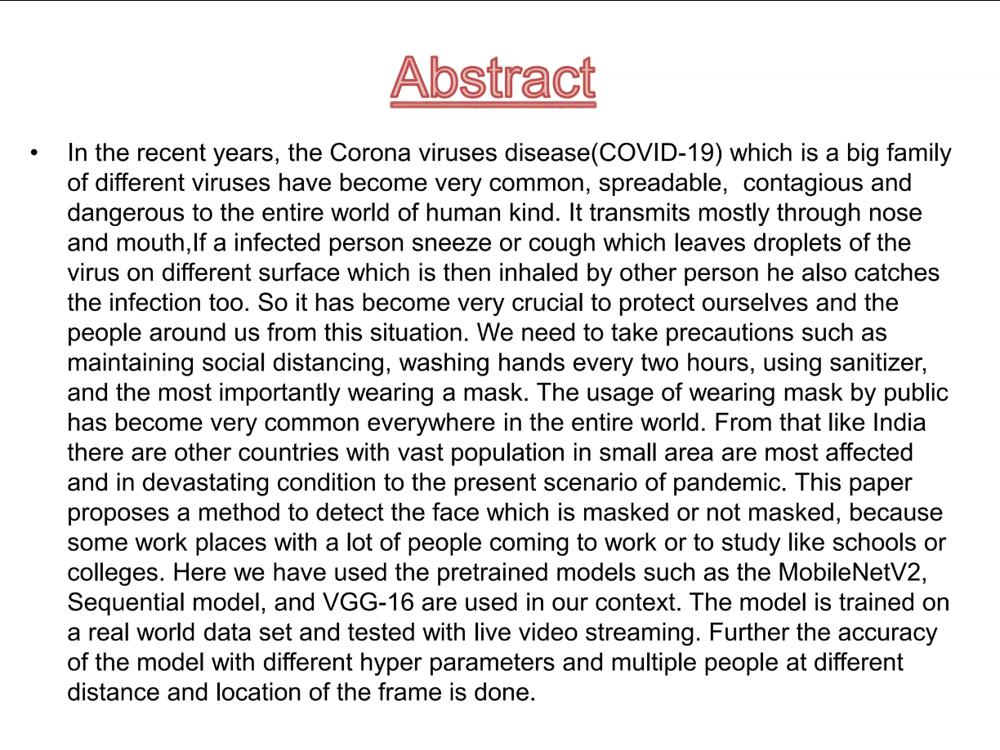 Abstract
• In the recent years, the Corona viruses disease(COVID-19) which is a big family
of different viruses have become very common, spreadable,  contagious and
dangerous to the entire world of human kind. It transmits mostly through nose
and mouth,If a infected person sneeze or cough which leaves droplets of the
virus on different surface which is then inhaled by other person he also catches
the infection too. So it has become very crucial to protect ourselves and the
people around us from this situation. We need to take precautions such as
maintaining social distancing, washing hands every two hours, using sanitizer,
and the most importantly wearing a mask. The usage of wearing mask by public
has become very common everywhere in the entire world. From that like India
there are other countries with vast population in small area are most affected
and in devastating condition to the present scenario of pandemic. This paper
proposes a method to detect the face which is masked or not masked, because
some work places with a lot of people coming to work or to study like schools or
colleges. Here we have used the pretrained models such as the MobileNetV2,
Sequential model, and VGG-16 are used in our context. The model is trained on
a real world data set and tested with live video streaming. Further the accuracy
of the model with different hyper parameters and multiple people at different
distance and location of the frame is done.